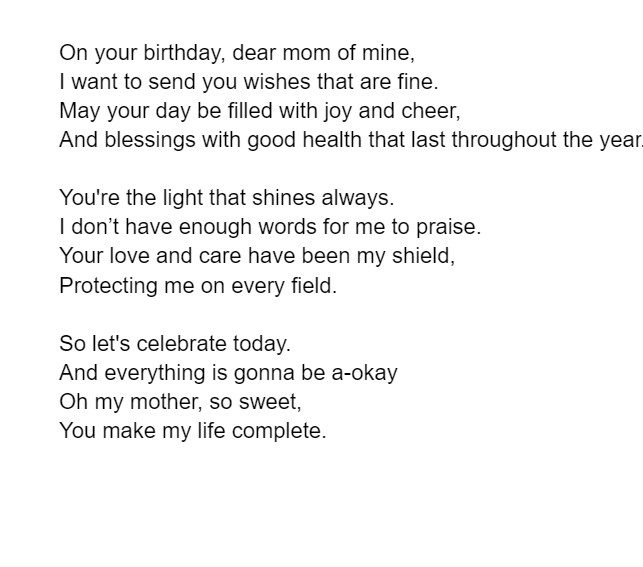 On your birthday, dear mom of mine,
I want to send you wishes that are fine.
May your day be filled with joy and cheer,
And blessings with good health that last throughout the year.
You're the light that shines always.
I don’t have enough words for me to praise.
Your love and care have been my shield,
Protecting me on every field.
So let's celebrate today.
And everything is gonna be a-okay
Oh my mother, so sweet,
You make my life complete.